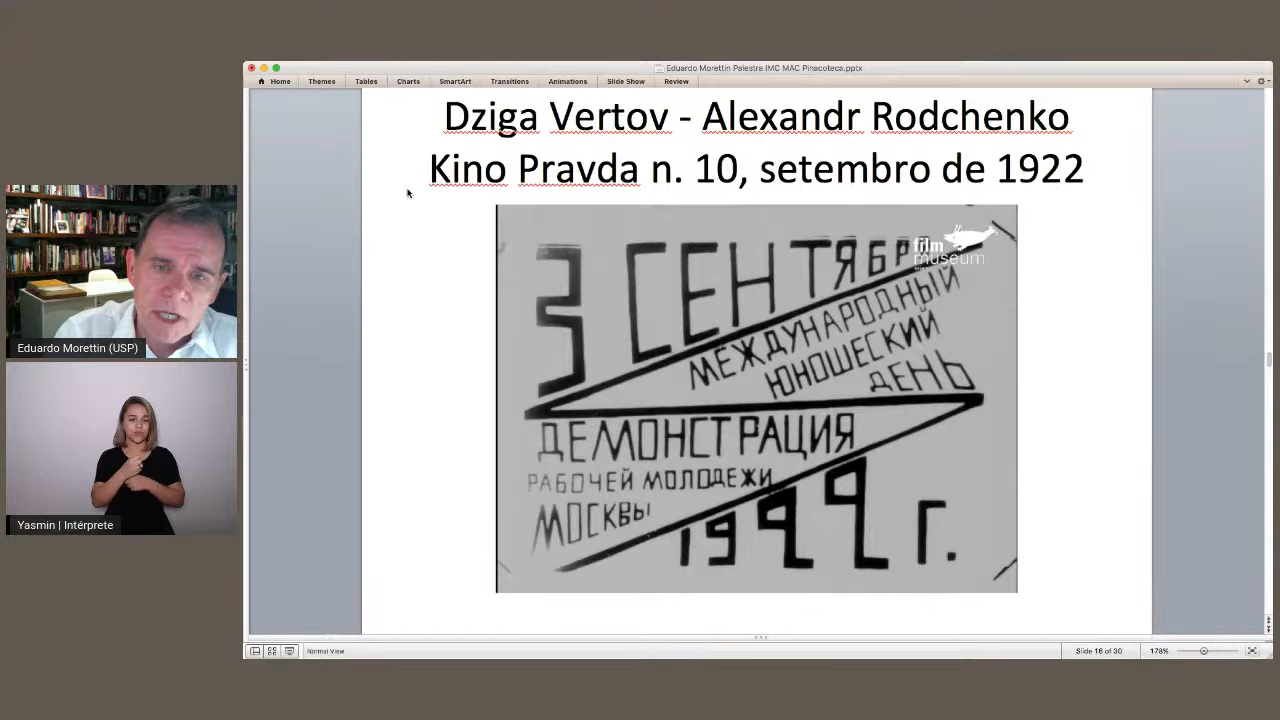 Eduardo Morettin Palestra IMC MAC Pinacoteca.pptx
Home Themes Tables Charts SmartArt Transitions Animations Slide Show Review
Dziga Vertov - Alexandr Rodchenko
Kino Pravda n. 10, setembro de 1922
film
museum
3 СЕНТЯБР
МЕЖДУНАРОДНЫЙ
ЮНОШЕСКИЙ
ДЕНЬ
ДЕМОНСТРАЦИЯ
РАБОЧЕЙ МОЛОДЕЖИ
МОСКВЫ
1922 г.
Eduardo Morettin (USP)
Yasmin | Intérprete
Normal View
Slide 16 of 30
178%